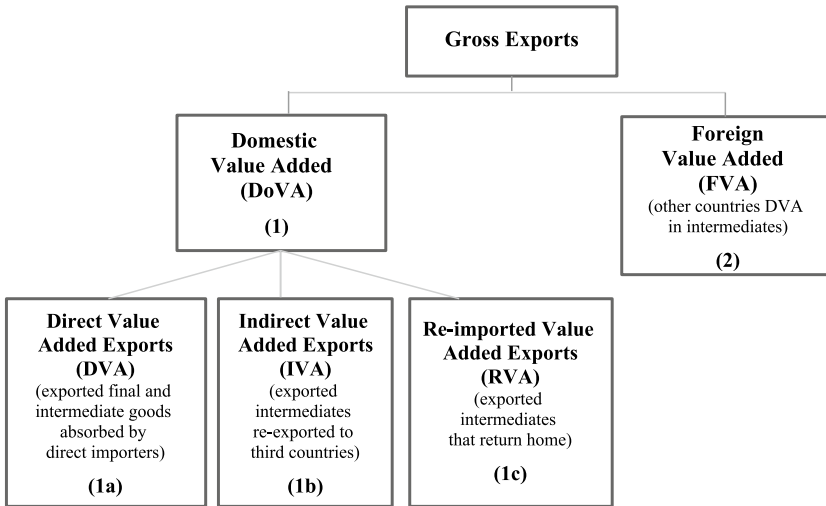 Gross Exports
Domestic
Value Added
(DoVA)
(1)
Foreign
Value Added
(FVA)
(other countries DVA
in intermediates)
(2)
Direct Value
Added Exports
(DVA)
(exported final and
intermediate goods
absorbed by
direct importers)
(1a)
Indirect Value
Added Exports
(IVA)
(exported
intermediates
re-exported to
third countries)
(1b)
Re-imported Value
Added Exports
(RVA)
(exported
intermediates
that return home)
(1c)